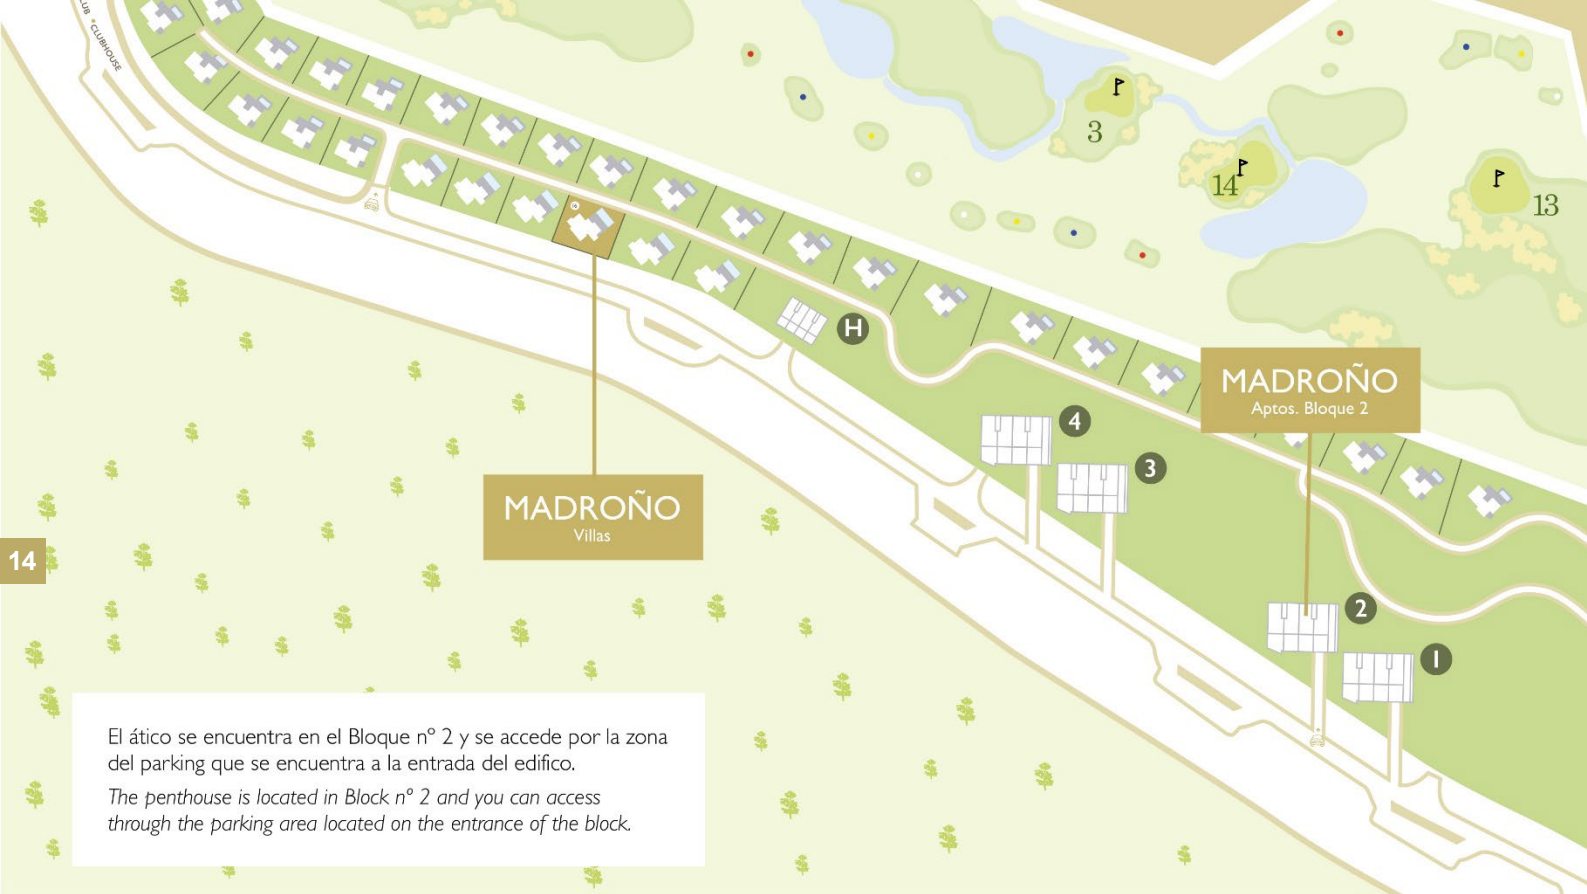 CLUB • CLUBHOUSE
3
14
13
H
MADROÑO
Aptos. Bloque 2
4
3
MADROÑO
Villas
14
2
1
El ático se encuentra en el Bloque nº 2 y se accede por la zona
del parking que se encuentra a la entrada del edifico.
The penthouse is located in Block nº 2 and you can access
through the parking area located on the entrance of the block.